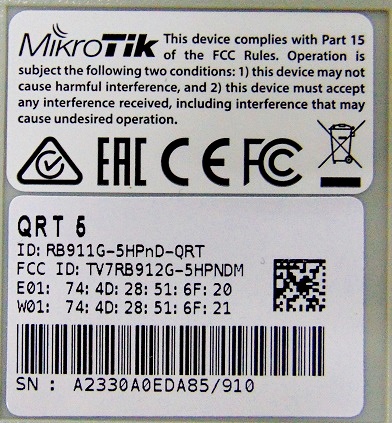 MikroTik
This device complies with Part 15
of the FCC Rules. Operation is
subject the following two conditions: 1) this device may not
cause harmful interference, and 2) this device must accept
any interference received, including interference that may
cause undesired operation.
EAC CE FC
QRT 5
ID: RB911G-5HPnD-QRT
FCC ID: TV7RB912G-5HPNDM
E01: 74:4D:28:51:6F:20
W01: 74:4D:28:51:6F:21
SN : A2330A0EDA85/910